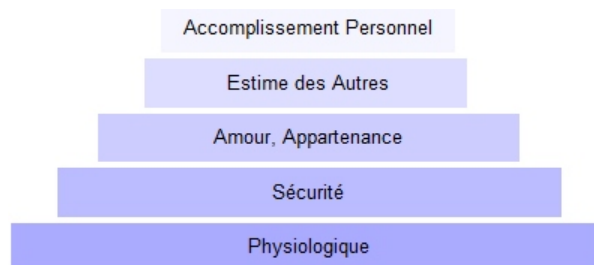 Accomplissement Personnel
Estime des Autres
Amour, Appartenance
Sécurité
Physiologique